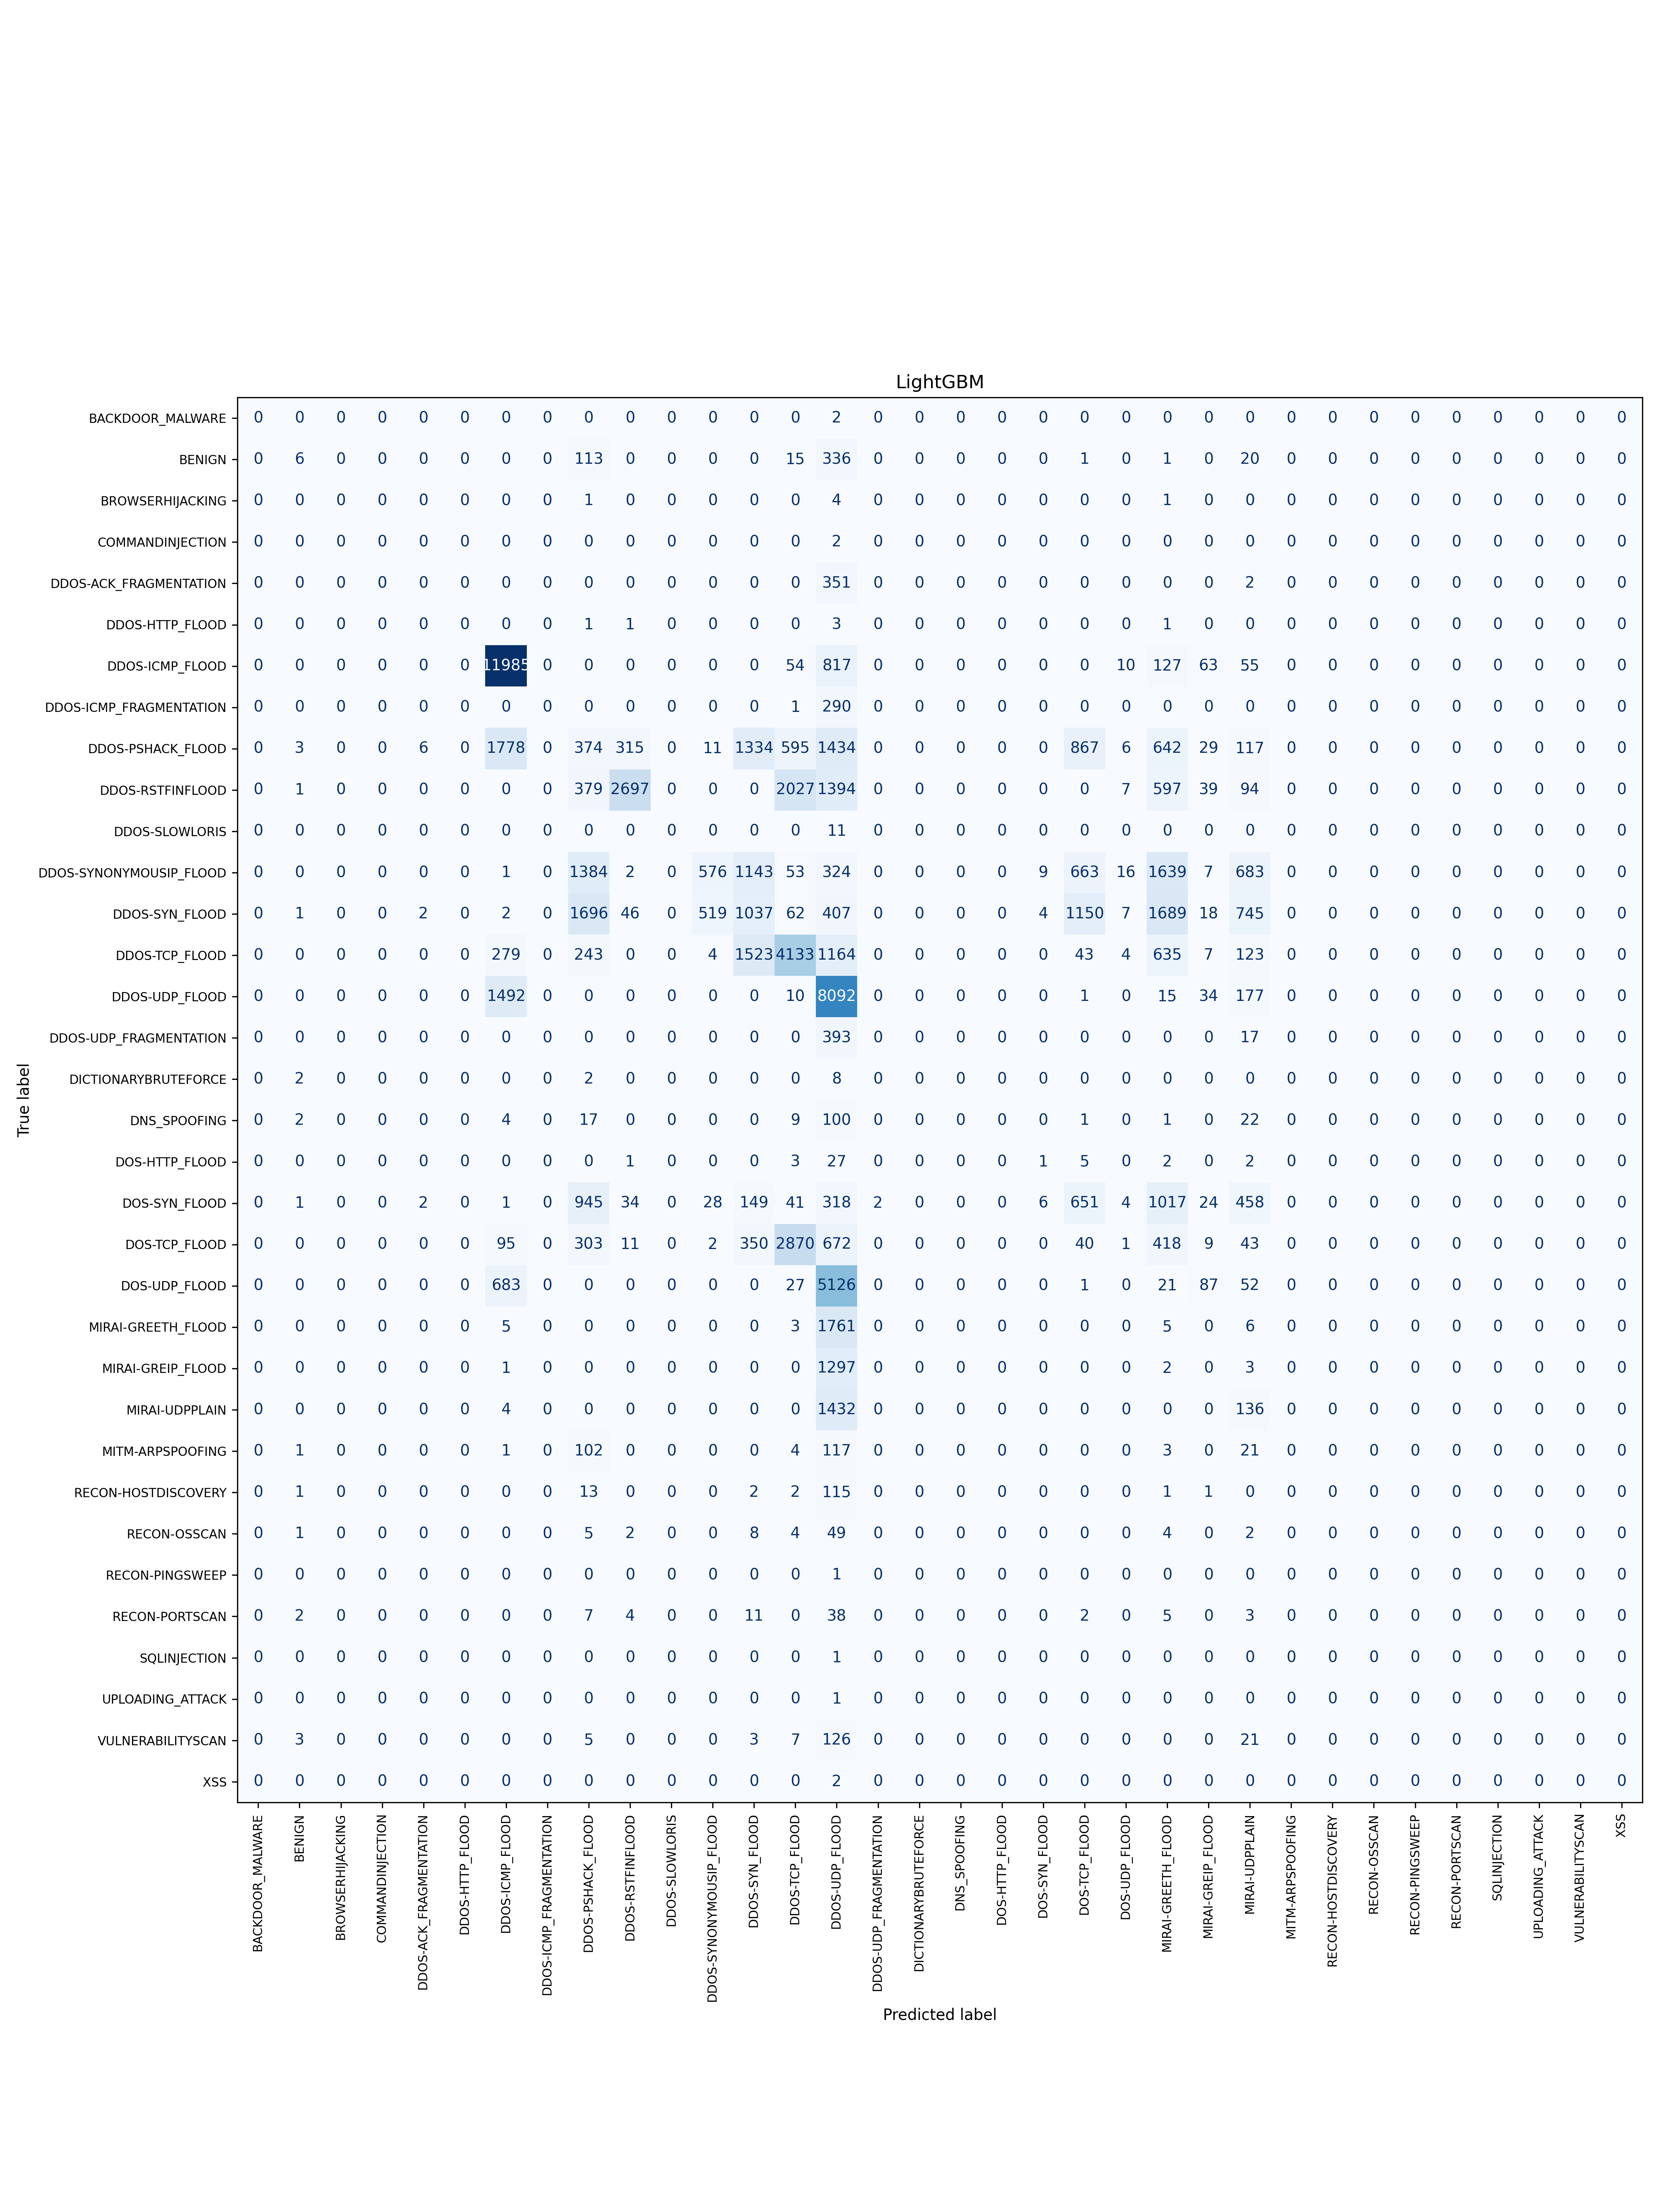 LightGBM
BACKDOOR_MALWARE 0 0 0 0 0 0 0 0 0 0 0 0 0 0 2 0 0 0 0 0 0 0 0 0 0 0 0 0 0 0 0 0 0 0
BENIGN 0 6 0 0 0 0 0 0 113 0 0 0 0 15 336 0 0 0 0 0 1 0 1 0 20 0 0 0 0 0 0 0 0 0
BROWSERHIJACKING 0 0 0 0 0 0 0 0 1 0 0 0 0 0 4 0 0 0 0 0 0 0 1 0 0 0 0 0 0 0 0 0 0 0
COMMANDINJECTION 0 0 0 0 0 0 0 0 0 0 0 0 0 0 2 0 0 0 0 0 0 0 0 0 0 0 0 0 0 0 0 0 0 0
DDOS-ACK_FRAGMENTATION 0 0 0 0 0 0 0 0 0 0 0 0 0 0 351 0 0 0 0 0 0 0 0 0 2 0 0 0 0 0 0 0 0 0
DDOS-HTTP_FLOOD 0 0 0 0 0 0 0 0 1 1 0 0 0 0 3 0 0 0 0 0 0 0 1 0 0 0 0 0 0 0 0 0 0 0
DDOS-ICMP_FLOOD 0 0 0 0 0 0 11985 0 0 0 0 0 0 54 817 0 0 0 0 0 0 10 127 63 55 0 0 0 0 0 0 0 0 0
DDOS-ICMP_FRAGMENTATION 0 0 0 0 0 0 0 0 0 0 0 0 0 1 290 0 0 0 0 0 0 0 0 0 0 0 0 0 0 0 0 0 0 0
DDOS-PSHACK_FLOOD 0 3 0 0 6 0 1778 0 374 315 0 11 1334 595 1434 0 0 0 0 0 867 6 642 29 117 0 0 0 0 0 0 0 0 0
DDOS-RSTFINFLOOD 0 1 0 0 0 0 0 0 379 2697 0 0 0 2027 1394 0 0 0 0 0 0 7 597 39 94 0 0 0 0 0 0 0 0 0
DDOS-SLOWLORIS 0 0 0 0 0 0 0 0 0 0 0 0 0 0 11 0 0 0 0 0 0 0 0 0 0 0 0 0 0 0 0 0 0 0
DDOS-SYNONYMOUSIP_FLOOD 0 0 0 0 0 0 1 0 1384 2 0 576 1143 53 324 0 0 0 0 9 663 16 1639 7 683 0 0 0 0 0 0 0 0 0
DDOS-SYN_FLOOD 0 1 0 0 2 0 2 0 1696 46 0 519 1037 62 407 0 0 0 0 4 1150 7 1689 18 745 0 0 0 0 0 0 0 0 0
DDOS-TCP_FLOOD 0 0 0 0 0 0 279 0 243 0 0 4 1523 4133 1164 0 0 0 0 0 43 4 635 7 123 0 0 0 0 0 0 0 0 0
DDOS-UDP_FLOOD 0 0 0 0 0 0 1492 0 0 0 0 0 0 10 8092 0 0 0 0 0 1 0 15 34 177 0 0 0 0 0 0 0 0 0
DDOS-UDP_FRAGMENTATION 0 0 0 0 0 0 0 0 0 0 0 0 0 0 393 0 0 0 0 0 0 0 0 0 17 0 0 0 0 0 0 0 0 0
DICTIONARYBRUTEFORCE 0 2 0 0 0 0 0 0 2 0 0 0 0 0 8 0 0 0 0 0 0 0 0 0 0 0 0 0 0 0 0 0 0 0
DNS_SPOOFING 0 2 0 0 0 0 4 0 17 0 0 0 0 9 100 0 0 0 0 0 1 0 1 0 22 0 0 0 0 0 0 0 0 0
DOS-HTTP_FLOOD 0 0 0 0 0 0 0 0 0 1 0 0 0 3 27 0 0 0 0 1 5 0 2 0 2 0 0 0 0 0 0 0 0 0
DOS-SYN_FLOOD 0 1 0 0 2 0 1 0 945 34 0 28 149 41 318 2 0 0 0 6 651 4 1017 24 458 0 0 0 0 0 0 0 0 0
DOS-TCP_FLOOD 0 0 0 0 0 0 95 0 303 11 0 2 350 2870 672 0 0 0 0 0 40 1 418 9 43 0 0 0 0 0 0 0 0 0
DOS-UDP_FLOOD 0 0 0 0 0 0 683 0 0 0 0 0 0 27 5126 0 0 0 0 0 1 0 21 87 52 0 0 0 0 0 0 0 0 0
MIRAI-GREETH_FLOOD 0 0 0 0 0 0 5 0 0 0 0 0 0 3 1761 0 0 0 0 0 0 0 5 0 6 0 0 0 0 0 0 0 0 0
MIRAI-GREIP_FLOOD 0 0 0 0 0 0 1 0 0 0 0 0 0 0 1297 0 0 0 0 0 0 0 2 0 3 0 0 0 0 0 0 0 0 0
MIRAI-UDPPLAIN 0 0 0 0 0 0 4 0 0 0 0 0 0 0 1432 0 0 0 0 0 0 0 0 0 136 0 0 0 0 0 0 0 0 0
MITM-ARPSPOOFING 0 1 0 0 0 0 1 0 102 0 0 0 0 4 117 0 0 0 0 0 0 0 3 0 21 0 0 0 0 0 0 0 0 0
RECON-HOSTDISCOVERY 0 1 0 0 0 0 0 0 13 0 0 0 2 2 115 0 0 0 0 0 0 0 1 1 0 0 0 0 0 0 0 0 0 0
RECON-OSSCAN 0 1 0 0 0 0 0 0 5 2 0 0 8 4 49 0 0 0 0 0 0 0 4 0 2 0 0 0 0 0 0 0 0 0
RECON-PINGSWEEP 0 0 0 0 0 0 0 0 0 0 0 0 0 0 1 0 0 0 0 0 0 0 0 0 0 0 0 0 0 0 0 0 0 0
RECON-PORTSCAN 0 2 0 0 0 0 0 0 7 4 0 0 11 0 38 0 0 0 0 0 2 0 5 0 3 0 0 0 0 0 0 0 0 0
SQLINJECTION 0 0 0 0 0 0 0 0 0 0 0 0 0 0 1 0 0 0 0 0 0 0 0 0 0 0 0 0 0 0 0 0 0 0
UPLOADING_ATTACK 0 0 0 0 0 0 0 0 0 0 0 0 0 0 1 0 0 0 0 0 0 0 0 0 0 0 0 0 0 0 0 0 0 0
VULNERABILITYSCAN 0 3 0 0 0 0 0 0 5 0 0 0 3 7 126 0 0 0 0 0 0 0 0 0 21 0 0 0 0 0 0 0 0 0
XSS 0 0 0 0 0 0 0 0 0 0 0 0 0 0 2 0 0 0 0 0 0 0 0 0 0 0 0 0 0 0 0 0 0 0
True label
BACKDOOR_MALWARE
BENIGN
BROWSERHIJACKING
COMMANDINJECTION
DDOS-ACK_FRAGMENTATION
DDOS-HTTP_FLOOD
DDOS-ICMP_FLOOD
DDOS-ICMP_FRAGMENTATION
DDOS-PSHACK_FLOOD
DDOS-RSTFINFLOOD
DDOS-SLOWLORIS
DDOS-SYNONYMOUSIP_FLOOD
DDOS-SYN_FLOOD
DDOS-TCP_FLOOD
DDOS-UDP_FLOOD
DDOS-UDP_FRAGMENTATION
DICTIONARYBRUTEFORCE
DNS_SPOOFING
DOS-HTTP_FLOOD
DOS-SYN_FLOOD
DOS-TCP_FLOOD
DOS-UDP_FLOOD
MIRAI-GREETH_FLOOD
MIRAI-GREIP_FLOOD
MIRAI-UDPPLAIN
MITM-ARPSPOOFING
RECON-HOSTDISCOVERY
RECON-OSSCAN
RECON-PINGSWEEP
RECON-PORTSCAN
SQLINJECTION
UPLOADING_ATTACK
VULNERABILITYSCAN
XSS
Predicted label